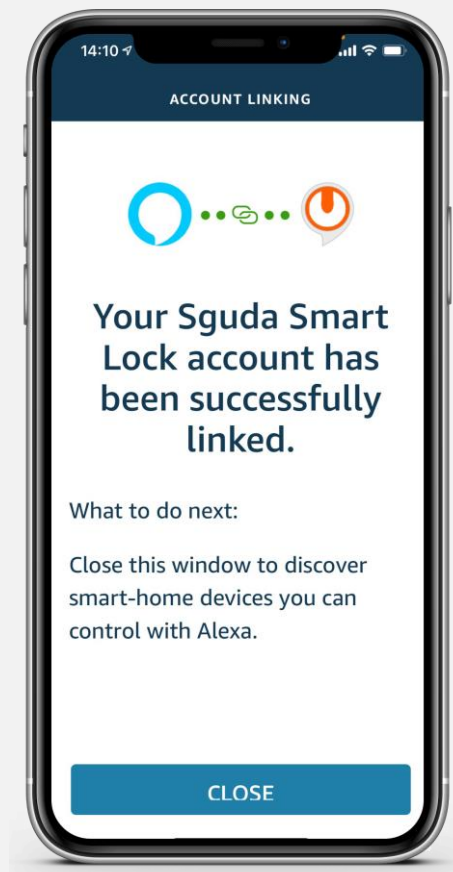 14:10
ACCOUNT LINKING
Your Sguda Smart
Lock account has
been successfully
linked.
What to do next:
Close this window to discover
smart-home devices you can
control with Alexa.
CLOSE